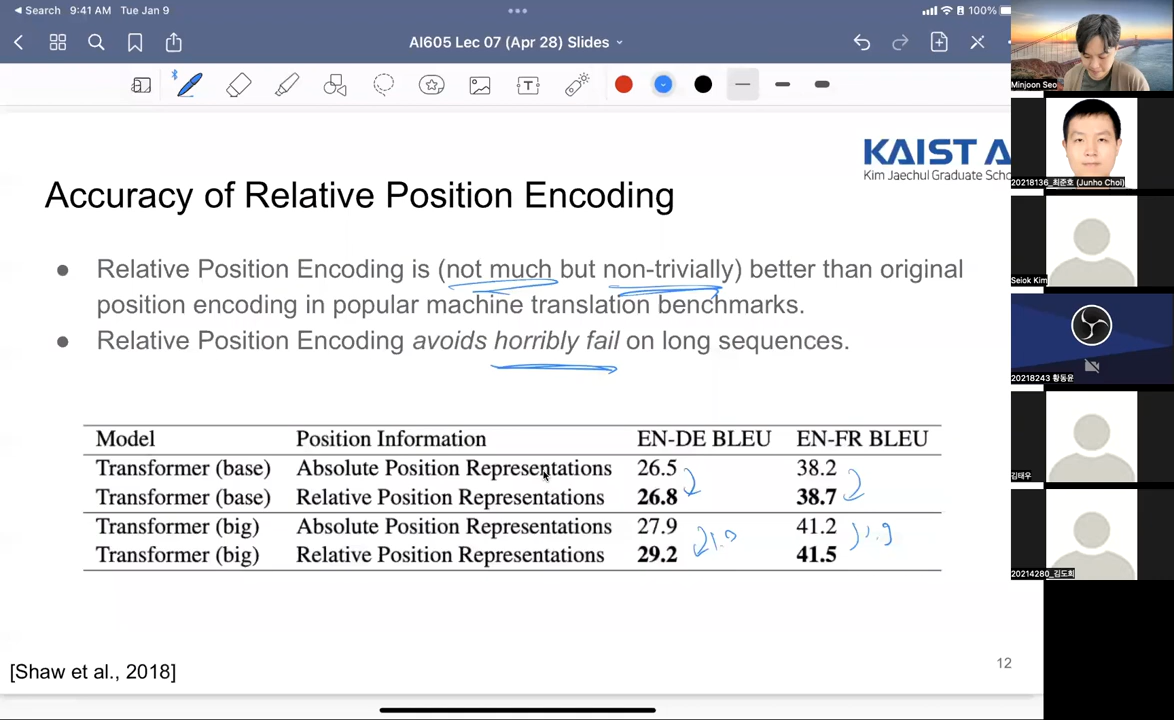 Search 9:41 AM Tue Jan 9
100%
AI605 Lec 07 (Apr 28) Slides
KAIST A
Kim Jaechul Graduate Scho
Accuracy of Relative Position Encoding
● Relative Position Encoding is (not much but non-trivially) better than original
position encoding in popular machine translation benchmarks.
● Relative Position Encoding avoids horribly fail on long sequences.
Model Position Information EN-DE BLEU EN-FR BLEU
Transformer (base) Absolute Position Representations 26.5 38.2
Transformer (base) Relative Position Representations 26.8 38.7
Transformer (big) Absolute Position Representations 27.9 41.2
Transformer (big) Relative Position Representations 29.2 41.5
[Shaw et al., 2018]
12
Minjoon Seo
20218136_최준호 (Junho Choi)
Seiok Kim
20218243 황동윤
김태우
20214280_김도희